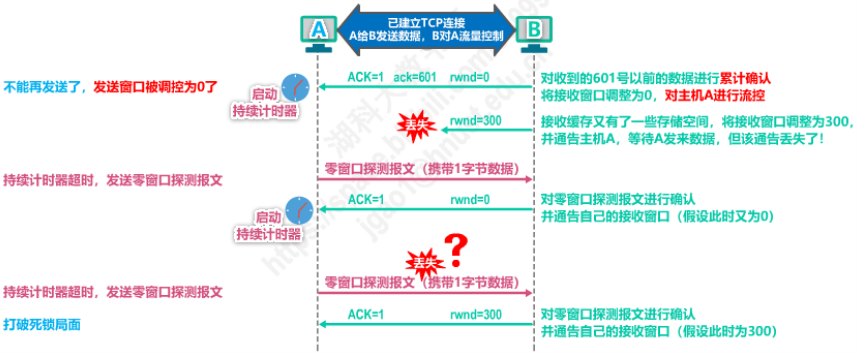 A
已建立TCP连接
A给B发送数据，B对A流量控制
B
不能再发送了，发送窗口被调控为0了
启动
持续计时器
ACK=1 ack=601 rwnd=0
对收到的601号以前的数据进行累计确认
将接收窗口调整为0，对主机A进行流控
丢失
rwnd=300
接收缓存又有了一些存储空间，将接收窗口调整为300，
并通告主机A，等待A发来数据，但该通告丢失了！
持续计时器超时，发送零窗口探测报文
零窗口探测报文（携带1字节数据）
启动
持续计时器
ACK=1 rwnd=0
对零窗口探测报文进行确认
并通告自己的接收窗口（假设此时又为0）
丢失
?
持续计时器超时，发送零窗口探测报文
零窗口探测报文（携带1字节数据）
打破死锁局面
ACK=1 rwnd=300
对零窗口探测报文进行确认
并通告自己的接收窗口（假设此时为300）